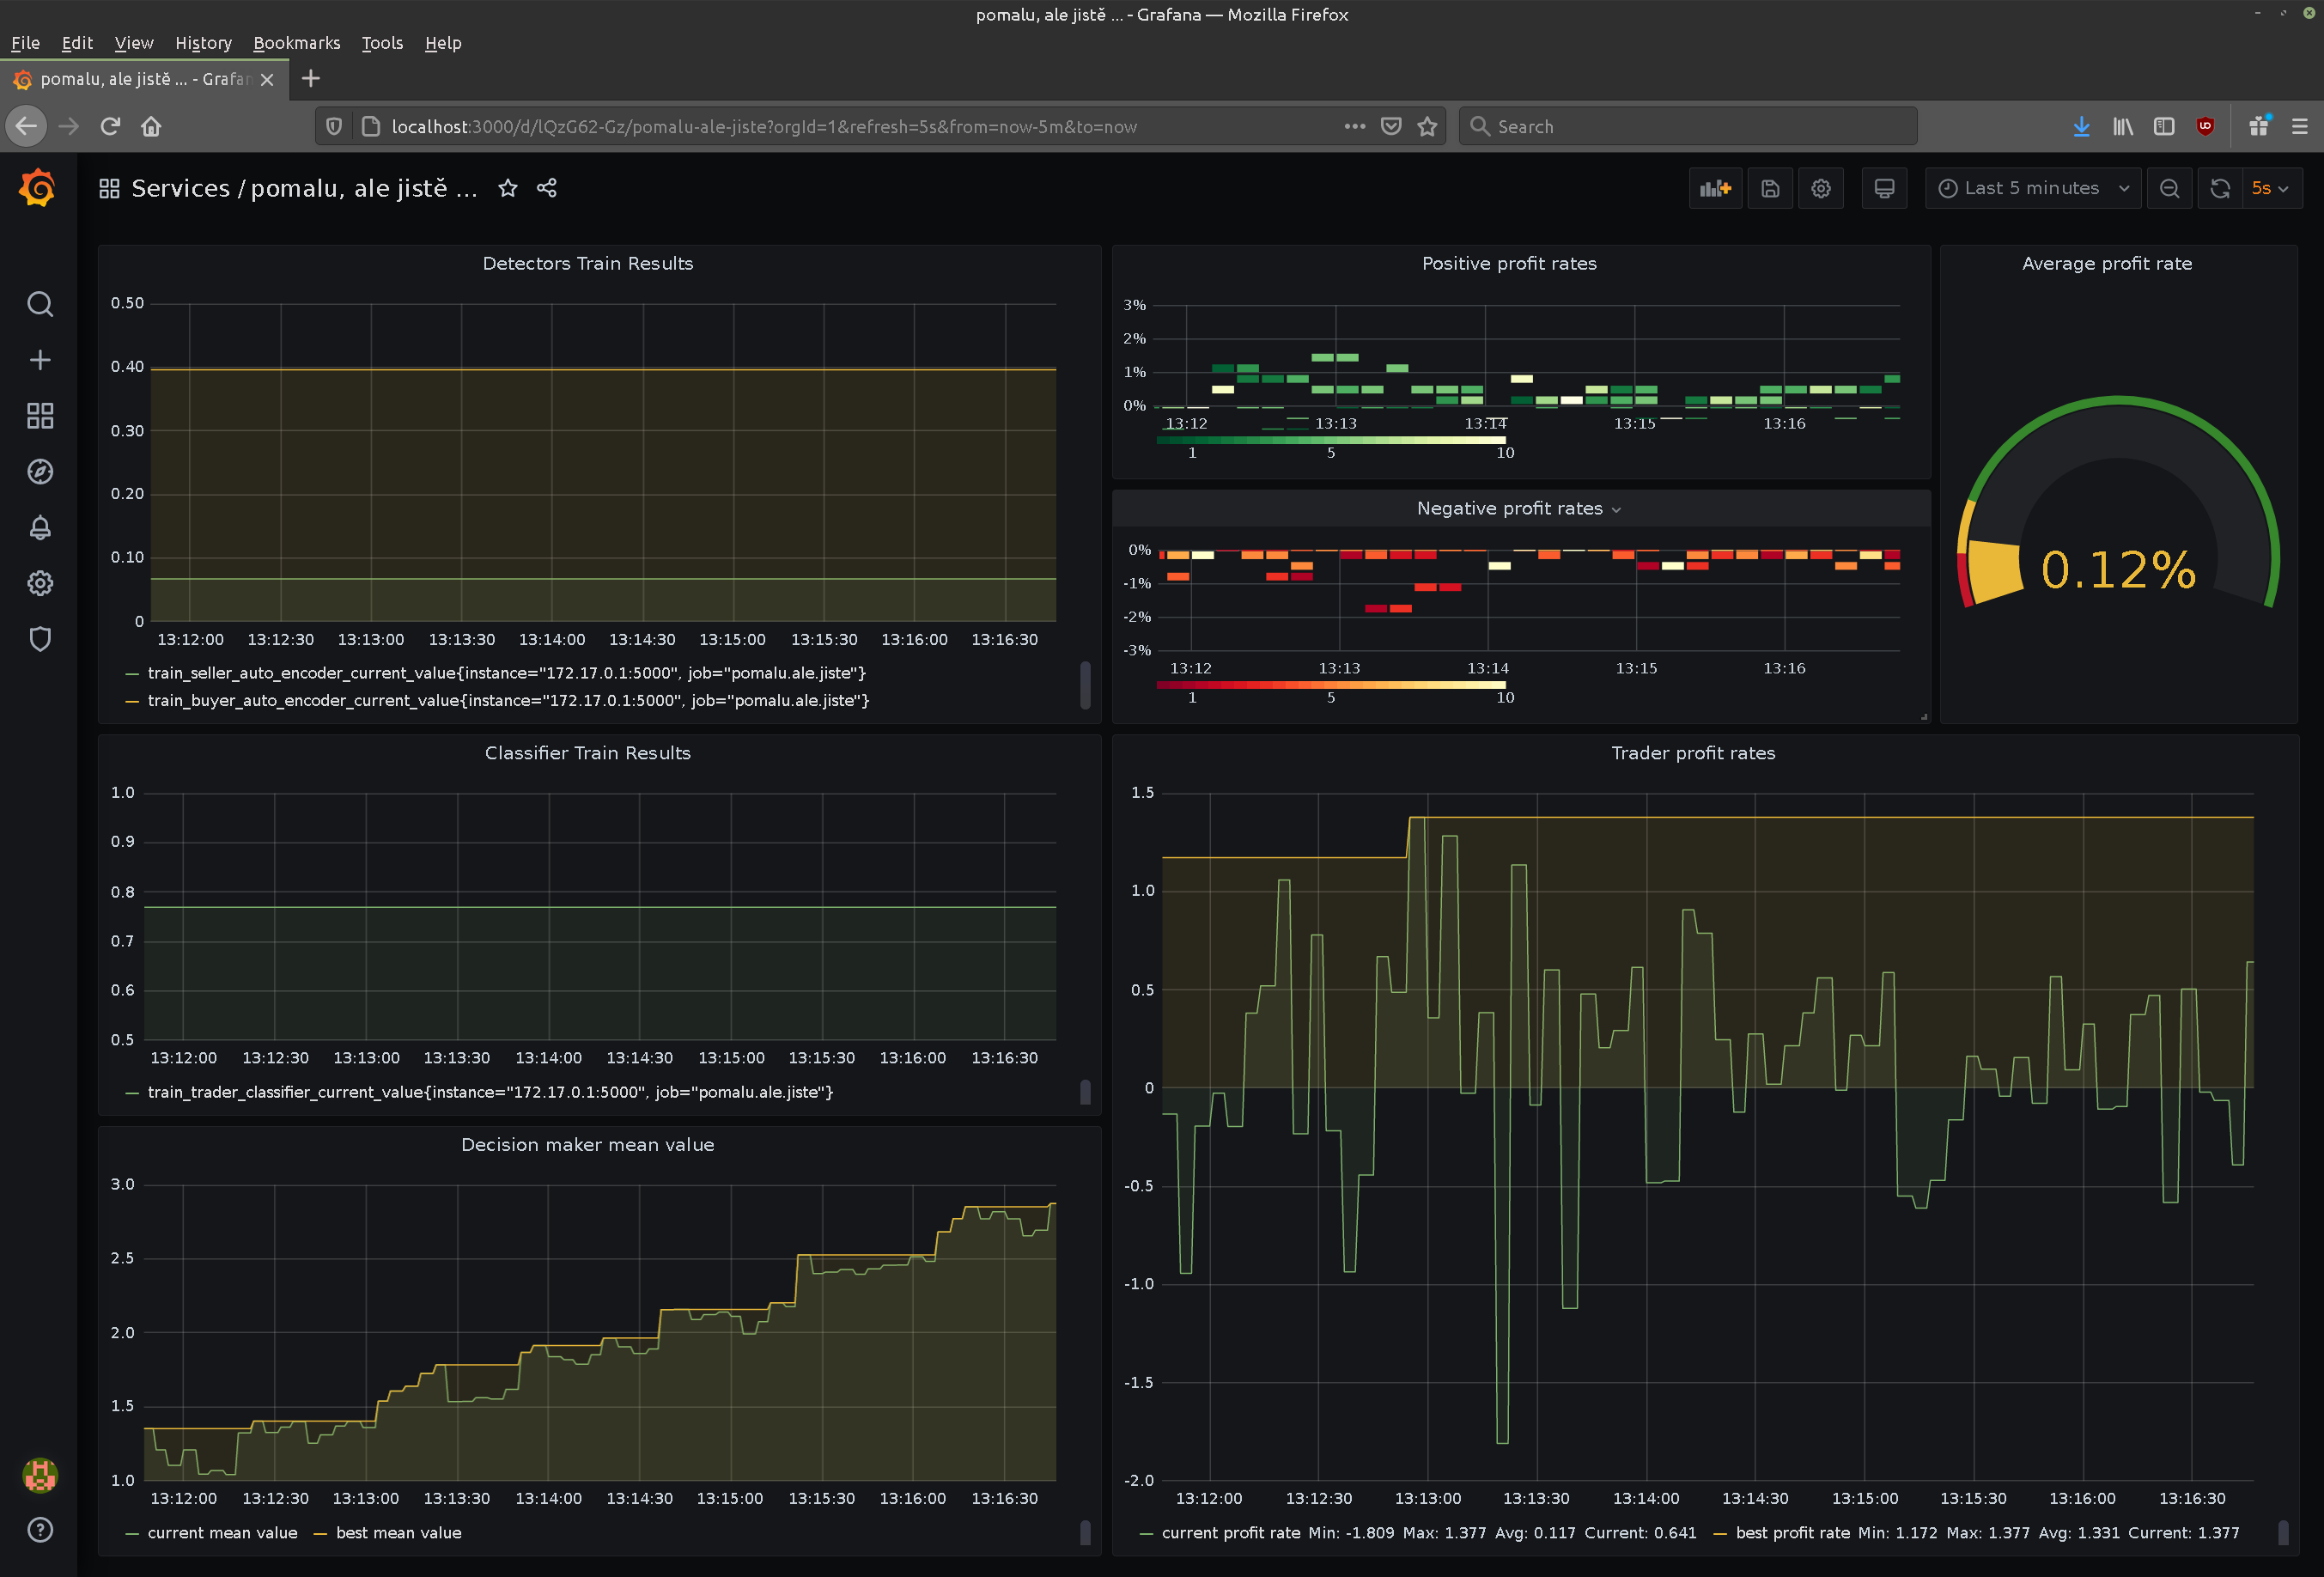 pomalu, ale jistě ... - Grafana — Mozilla Firefox
File Edit View History Bookmarks Tools Help
pomalu, ale jistě ... - Grafan
localhost:3000/d/lQzG62-Gz/pomalu-ale-jiste?orgId=1&refresh=5s&from=now-5m&to=now
Search
Services / pomalu, ale jistě ...
Last 5 minutes
5s
Detectors Train Results
0.50
0.40
0.30
0.20
0.10
0
13:12:00 13:12:30 13:13:00 13:13:30 13:14:00 13:14:30 13:15:00 13:15:30 13:16:00 13:16:30
train_seller_auto_encoder_current_value{instance="172.17.0.1:5000", job="pomalu.ale.jiste"}
train_buyer_auto_encoder_current_value{instance="172.17.0.1:5000", job="pomalu.ale.jiste"}
Positive profit rates
3%
2%
1%
0%
13:12 13:13 13:14 13:15 13:16
1 5 10
Negative profit rates
0%
-1%
-2%
-3%
13:12 13:13 13:14 13:15 13:16
1 5 10
Average profit rate
0.12%
Classifier Train Results
1.0
0.9
0.8
0.7
0.6
0.5
13:12:00 13:12:30 13:13:00 13:13:30 13:14:00 13:14:30 13:15:00 13:15:30 13:16:00 13:16:30
train_trader_classifier_current_value{instance="172.17.0.1:5000", job="pomalu.ale.jiste"}
Decision maker mean value
3.0
2.5
2.0
1.5
1.0
13:12:00 13:12:30 13:13:00 13:13:30 13:14:00 13:14:30 13:15:00 13:15:30 13:16:00 13:16:30
current mean value best mean value
Trader profit rates
1.5
1.0
0.5
0
-0.5
-1.0
-1.5
-2.0
13:12:00 13:12:30 13:13:00 13:13:30 13:14:00 13:14:30 13:15:00 13:15:30 13:16:00 13:16:30
current profit rate Min: -1.809 Max: 1.377 Avg: 0.117 Current: 0.641 best profit rate Min: 1.172 Max: 1.377 Avg: 1.331 Current: 1.377